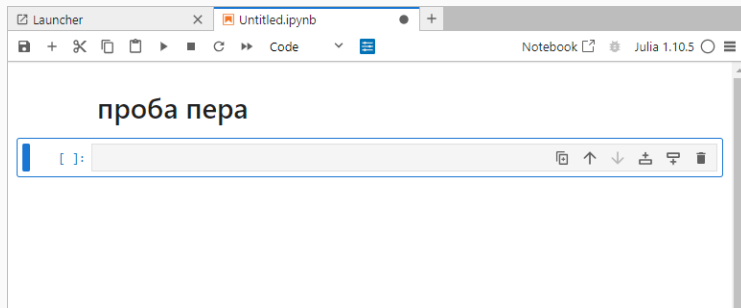 Launcher Untitled.ipynb
Code Notebook Julia 1.10.5
проба пера
[ ]: